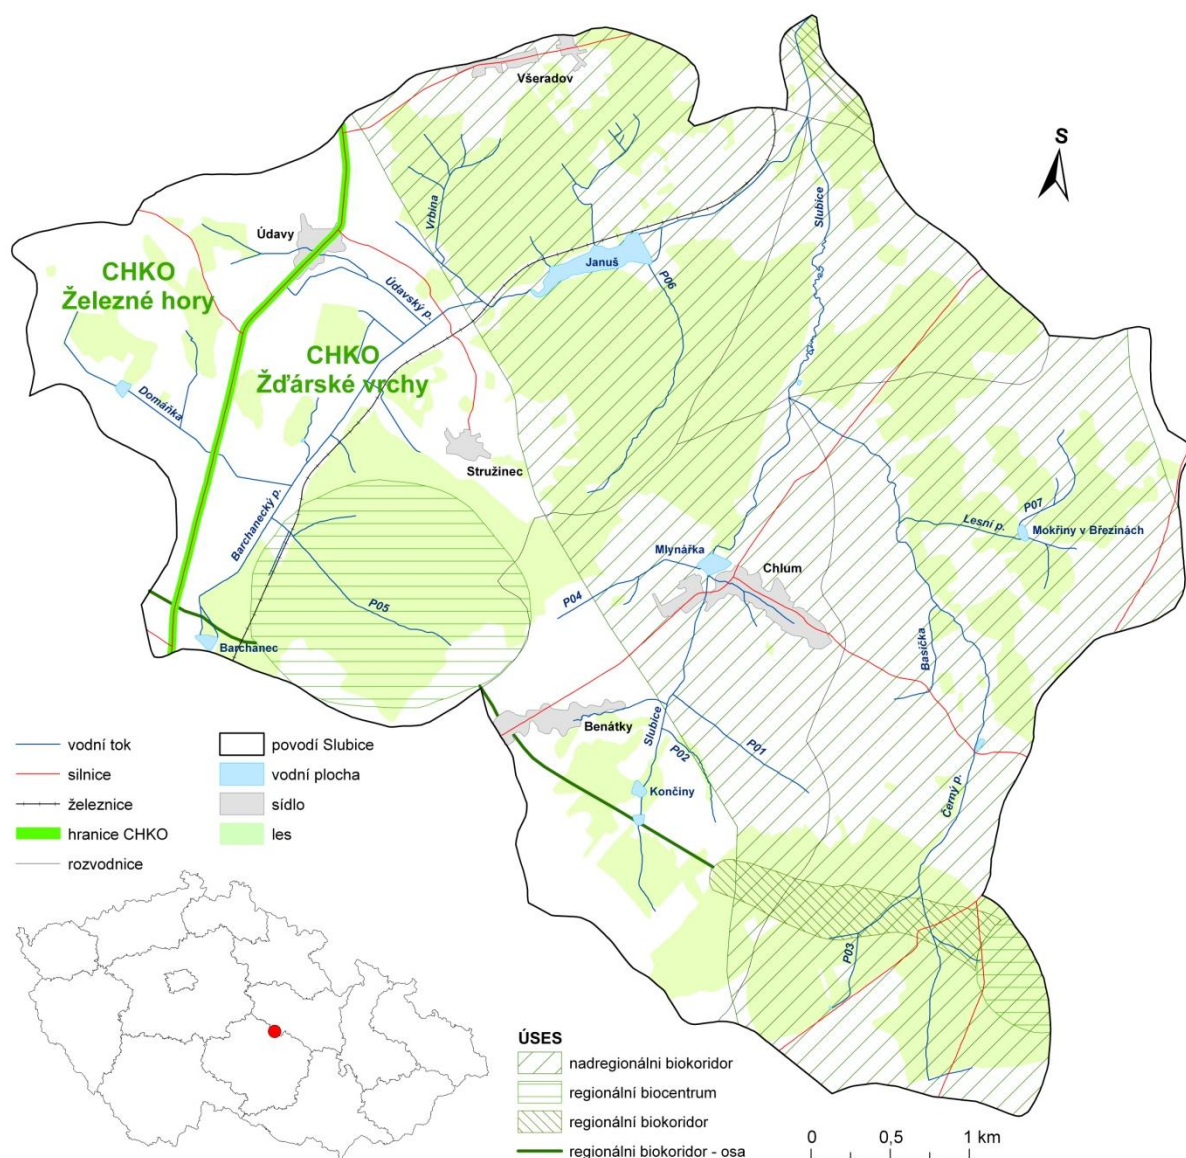 Všeradov
S
Slubice
Vrbina
Údavy
Januš
P06
CHKO
Železné hory
Údavský p.
CHKO
Žďárské vrchy
Domáňka
Stružinec
Barchanecký p.
P07
Lesní p.
Mokřiny v Březinách
Mlynářka
Chlum
P04
P05
Basička
Barchanec
Benátky
Slubice
P01
P02
Končiny
Černý p.
P03
vodní tok
silnice
železnice
hranice CHKO
rozvodnice
povodí Slubice
vodní plocha
sídlo
les
ÚSES
nadregionální biokoridor
regionální biocentrum
regionální biokoridor
regionálni biokoridor - osa
0 0,5 1 km